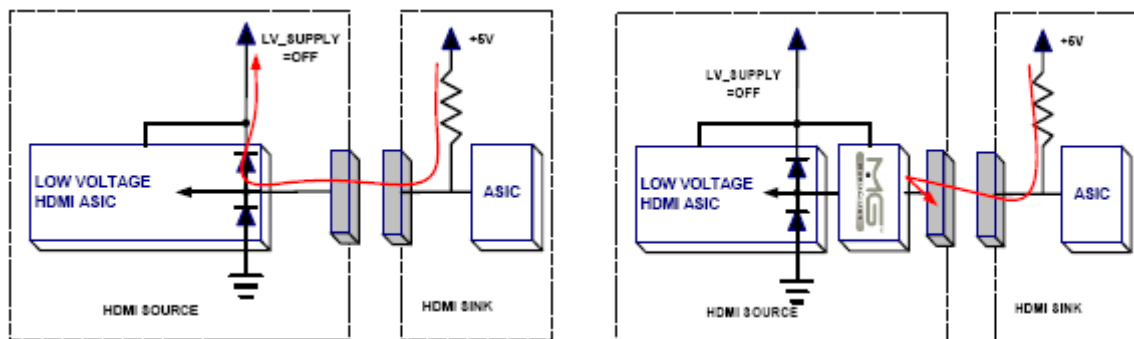 LV_SUPPLY
=OFF
+5V
LOW VOLTAGE
HDMI ASIC
ASIC
HDMI SOURCE
HDMI SINK
LV_SUPPLY
=OFF
+5V
LOW VOLTAGE
HDMI ASIC
ASIC
HDMI SOURCE
HDMI SINK